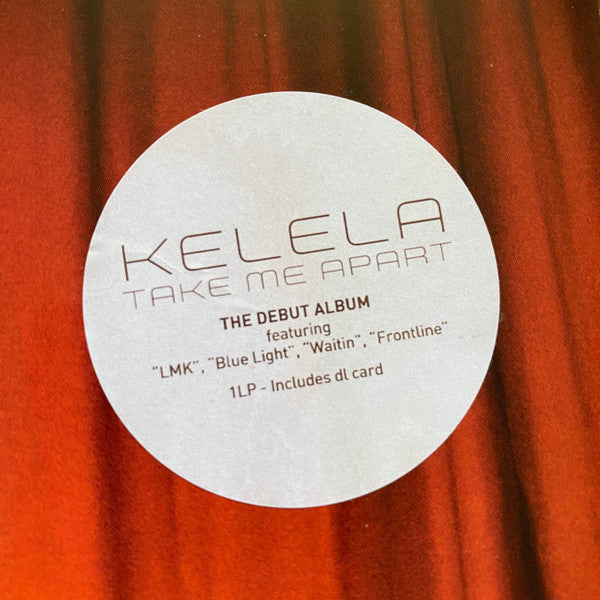 KELELA
TAKE ME APART
THE DEBUT ALBUM
featuring
"LMK", "Blue Light", "Waitin", "Frontline"
1LP - Includes dl card